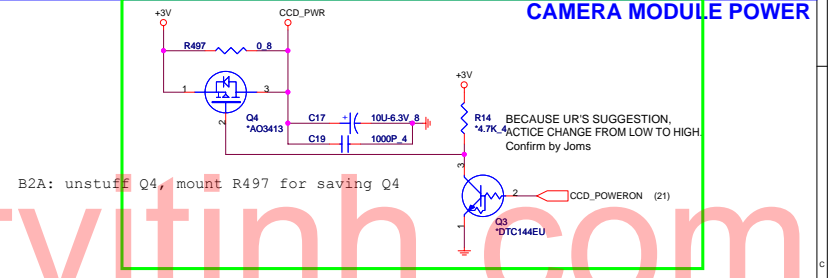 CAMERA MODULE POWER
+3V
CCD_PWR
R497
0_8
1
3
2
Q4
*AO3413
C17
+
10U-6.3V_8
C19
1000P_4
+3V
R14
*4.7K_4
BECAUSE UR'S SUGGESTION,
ACTICE CHANGE FROM LOW TO HIGH.
Confirm by Joms
B2A: unstuff Q4, mount R497 for saving Q4
3
2
CCD_POWERON (21)
1
Q3
*DTC144EU
vitinh.com
C